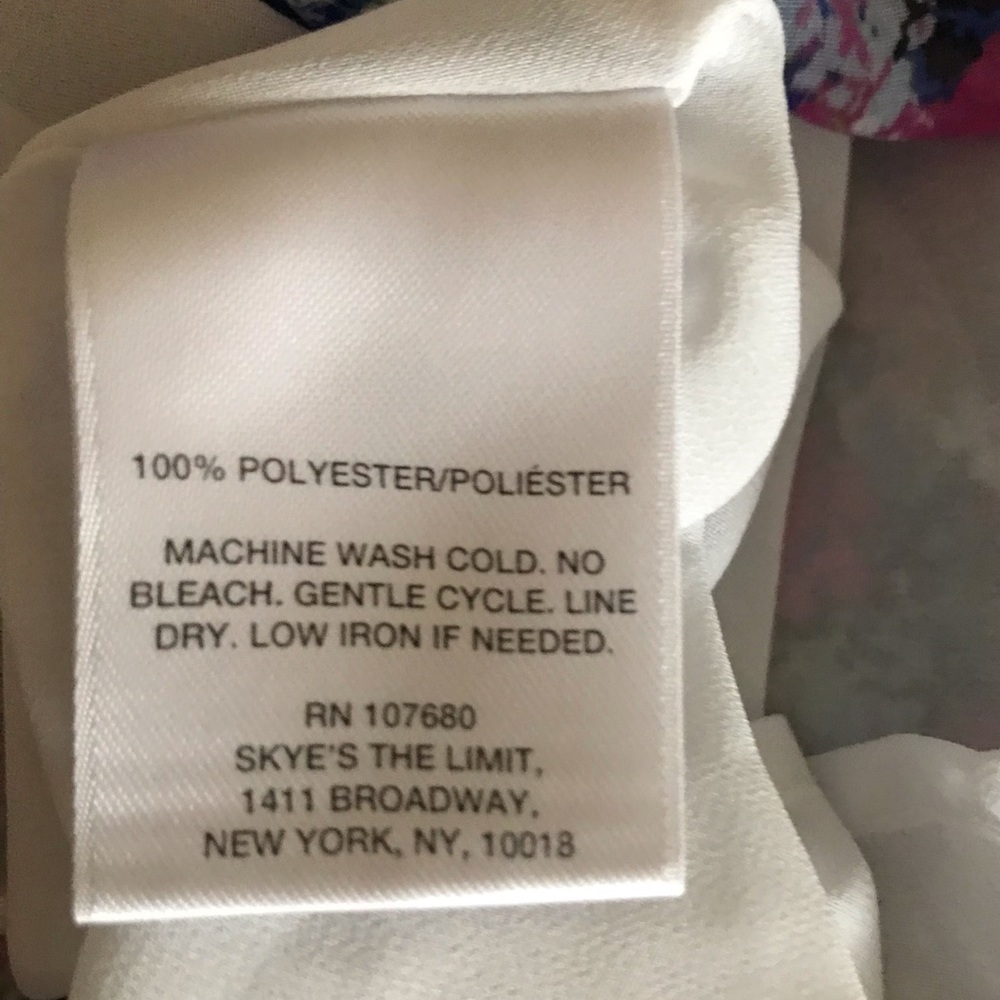 100% POLYESTER/POLIÉSTER
MACHINE WASH COLD. NO
BLEACH. GENTLE CYCLE. LINE
DRY. LOW IRON IF NEEDED.
RN 107680
SKYE'S THE LIMIT,
1411 BROADWAY,
NEW YORK, NY, 10018